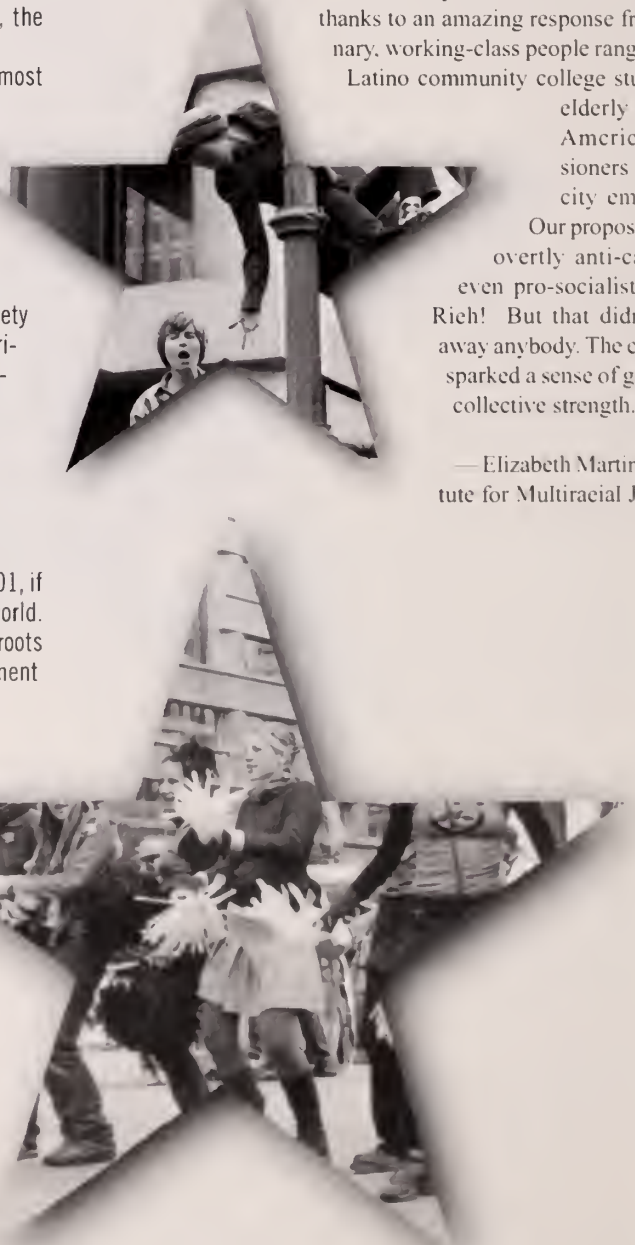 , the
most
ety
ri-
-
01, if
orld.
roots
nent
thanks to an amazing response fr
nary, working-class people rang
Latino community college stu
elderly
Americ
sioners
city em
Our propos
overtly anti-ca
even pro-socialist
Rich! But that did
away anybody. The c
sparked a sense of g
collective strength.
— Elizabeth Martin
tute for Multiracial J